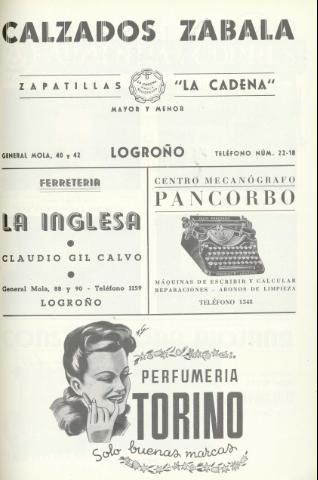 CALZADOS ZABALA
ZAPATILLAS "LA CADENA"
MAYOR Y MENOR
GENERAL MOLA, 40 y 42 LOGROÑO TELÉFONO NÚM. 22-18
FERRETERIA
LA INGLESA
CLAUDIO GIL CALVO
General Mola, 88 y 90 - Teléfono 1159
LOGROÑO
CENTRO MECANÓGRAFO
PANCORBO
MÁQUINAS DE ESCRIBIR Y CALCULAR
REPARACIONES - ABONOS DE LIMPIEZA
TELÉFONO 1348
PERFUMERIA
TORINO
Solo buenas marcas